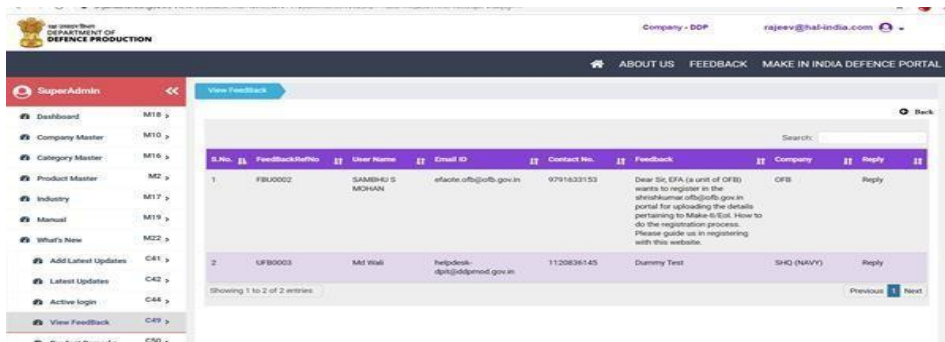 DEPARTMENT OF
DEFENCE PRODUCTION
Company - DDP
rajeev@hal-india.com
ABOUT US FEEDBACK MAKE IN INDIA DEFENCE PORTAL
SuperAdmin
View FeedBack
Back
Dashboard M18
Company Master M10
Category Master M16
Product Master M2
Industry M17
Manual M19
What's New M22
Add Latest Updates C41
Latest Updates C42
Active login C44
View FeedBack C49
C50
Search:
S.No. FeedBackRefNo User Name Email ID Contact No. Feedback Company Reply
1 FBU0002 SAMBHU S efaote.ofb@ofb.gov.in 9791633153 Dear Sir, EFA (a unit of OFB) OFB Reply
MOHAN wants to register in the
shrishkumar.ofb@ofb.gov.in
portal for uploading the details
pertaining to Make-II/EoI. How to
do the registration process.
Please guide us in registering
with this website.
2 UFB0003 Md Wali helpdesk- 1120836145 Dummy Test SHQ (NAVY) Reply
dpit@ddpmod.gov.in
Showing 1 to 2 of 2 entries
Previous 1 Next